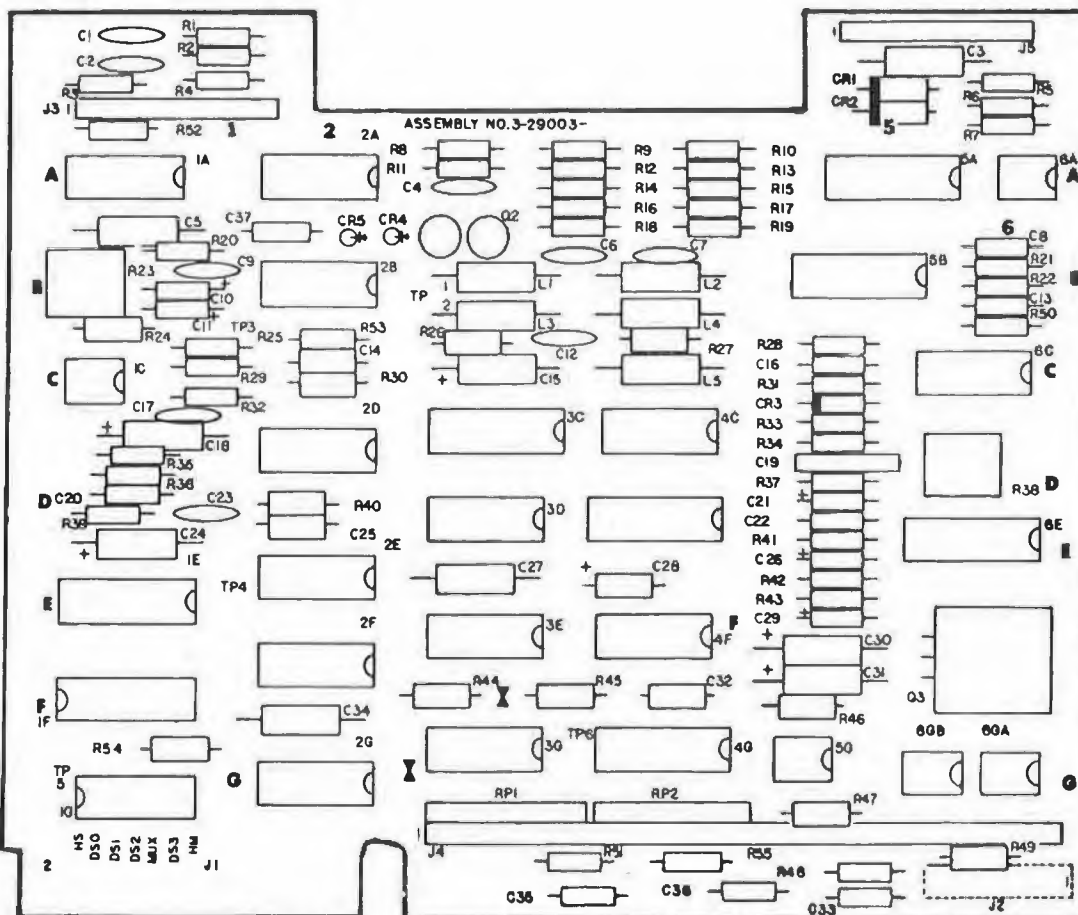 C1 R1 J5
R2
C2 C3
R3 R4 CR1 R5
J3 1 CR2 R6
1 2 5 R7
R52 2A ASSEMBLY NO.3-29003-
R8 R9 R10
A 1A R11 R12 R13 5A 6A A
C4 R14 R15
R16 R17
C5 C37 CR5 CR4 Q2 R18 R19 6
R20 C6 C7 C8
R23 C9 2B 5B R21
TP 1 L1 L2 R22
C10 2 C13
R24 C11 TP3 R25 R53 L3 L4 R50
R26 R28
C14 C12 R27 C16 6C
C 1C R29 R30 + C15 L5 R31 C
R32 CR3
C17 2D 3C 4C R33
+ C18 R34
R35 C19
R36 R37 D
D C20 C23 R40 3D C21 + R38
C22
C24 C25 R41 6E
+ 1E 2E C26 + E
TP4 C27 + C28 R42
E R43
2F 3E F 4F C29 +
+ C30
+ C31
F 1F R44 R45 C32 Q3
C34 R46
R54 2G 3G TP6 4G 5G 6GB 6GA
TP 5 G G
RP1 RP2 R47
HS DS0 DS1 DS2 MUX DS3 HM
1 J4 R51 R55 R49
2 J1 R48
C35 C36 C33 J2 1